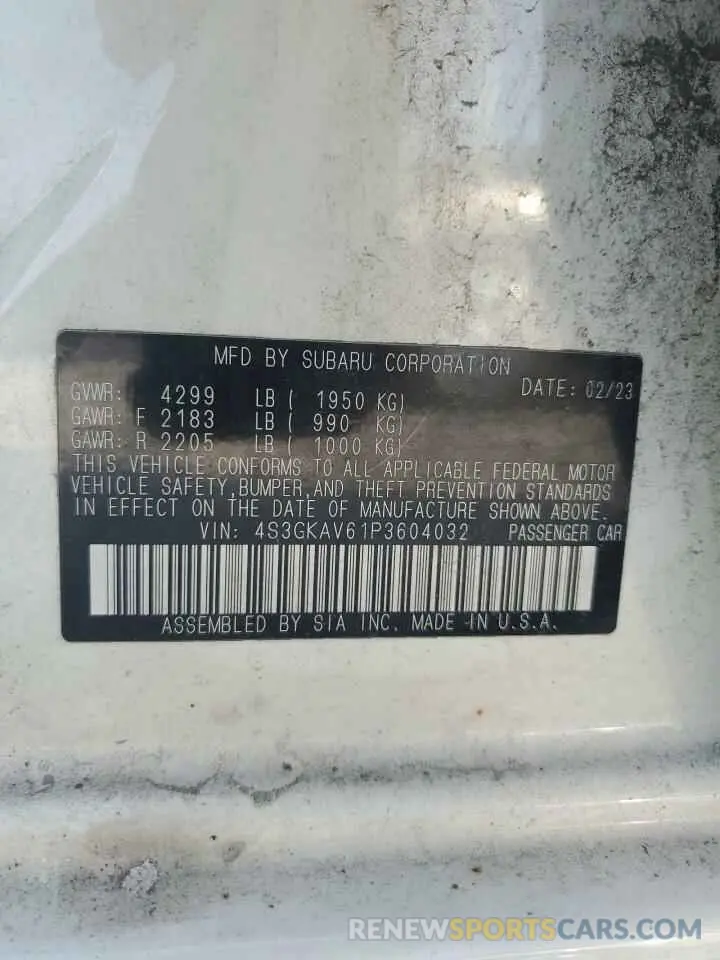 MFD BY SUBARU CORPORATION
DATE: 02/23
GVWR: 4299 LB ( 1950 KG)
GAWR: F 2183 LB ( 990 KG)
GAWR: R 2205 LB ( 1000 KG)
THIS VEHICLE CONFORMS TO ALL APPLICABLE FEDERAL MOTOR
VEHICLE SAFETY,BUMPER,AND THEFT PREVENTION STANDARDS
IN EFFECT ON THE DATE OF MANUFACTURE SHOWN ABOVE.
VIN: 4S3GKAV61P3604032 PASSENGER CAR
ASSEMBLED BY SIA INC. MADE IN U.S.A.
RENEWSPORTSCARS.COM